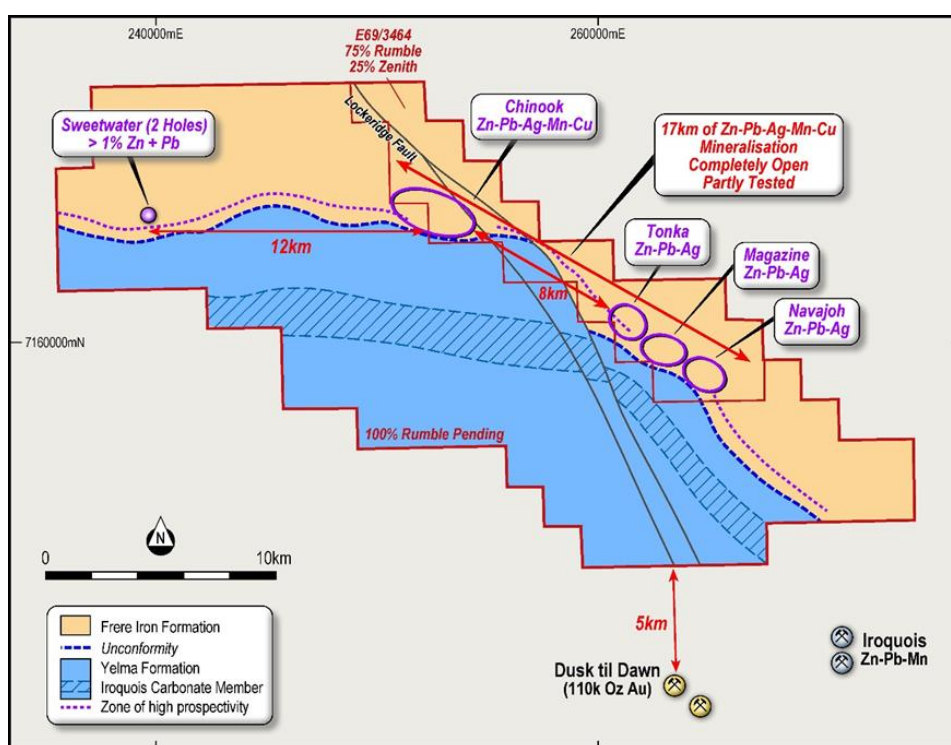 240000mE
260000mE
E69/3464
75% Rumble
25% Zenith
Lockeridge Fault
Chinook
Zn-Pb-Ag-Mn-Cu
Sweetwater (2 Holes)
> 1% Zn + Pb
17km of Zn-Pb-Ag-Mn-Cu
Mineralisation
Completely Open
Partly Tested
Tonka
Zn-Pb-Ag
Magazine
Zn-Pb-Ag
Navajoh
Zn-Pb-Ag
12km
8km
7160000mN
100% Rumble Pending
N
0
10km
5km
Frere Iron Formation
Unconformity
Yelma Formation
Iroquois Carbonate Member
Zone of high prospectivity
Dusk til Dawn
(110k Oz Au)
Iroquois
Zn-Pb-Mn